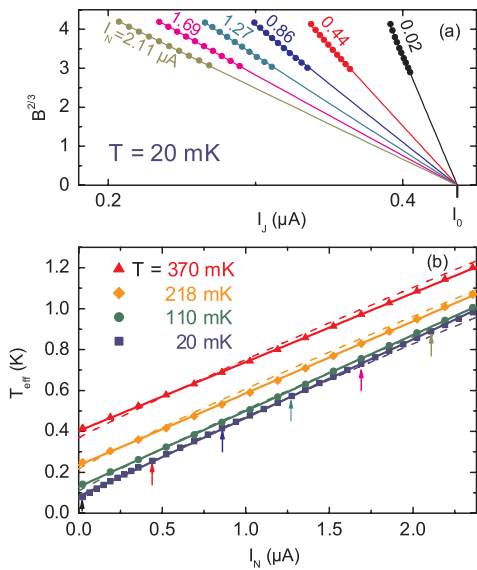 (a)
I_N=2.11 μA
1.69
1.27
0.86
0.44
0.02
B^{2/3}
4
3
2
1
0
T = 20 mK
0.2
0.4
I_J (μA)
I_0
(b)
T = 370 mK
218 mK
110 mK
20 mK
T_eff (K)
1.2
1.0
0.8
0.6
0.4
0.2
0.0
0.0
0.5
1.0
1.5
2.0
I_N (μA)